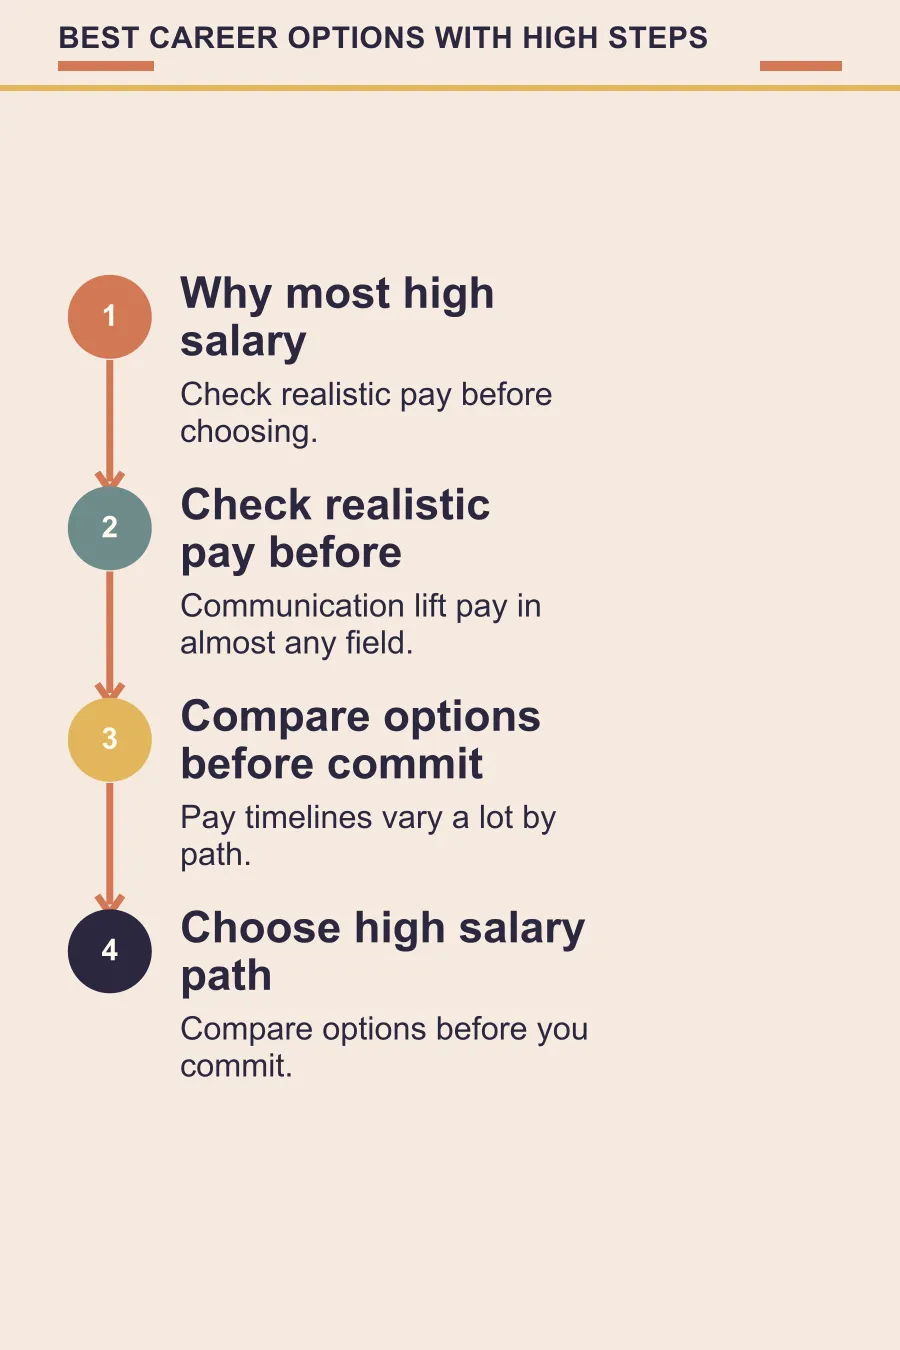 BEST CAREER OPTIONS WITH HIGH STEPS
1
Why most high
salary
Check realistic pay before
choosing.
2
Check realistic
pay before
Communication lift pay in
almost any field.
3
Compare options
before commit
Pay timelines vary a lot by
path.
4
Choose high salary
path
Compare options before you
commit.